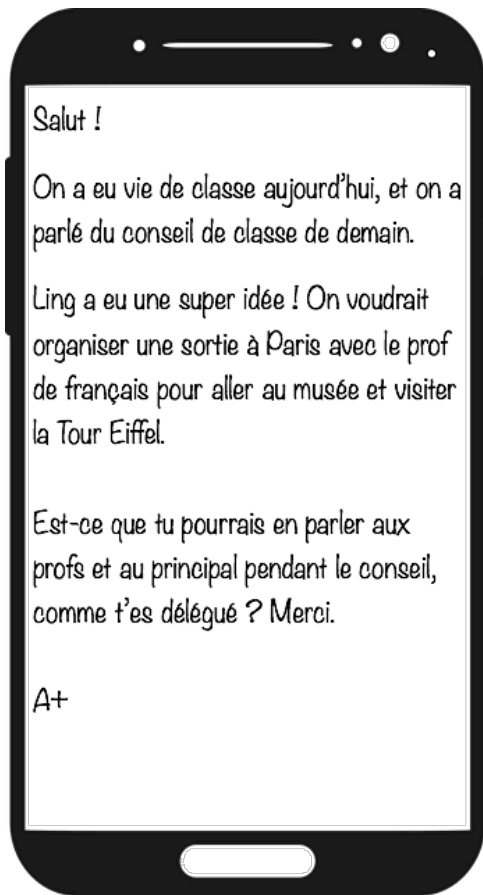 Salut !
On a eu vie de classe aujourd'hui, et on a
parlé du conseil de classe de demain.
Ling a eu une super idée ! On voudrait
organiser une sortie à Paris avec le prof
de français pour aller au musée et visiter
la Tour Eiffel.
Est-ce que tu pourrais en parler aux
profs et au principal pendant le conseil,
comme t'es délégué ? Merci.
A+